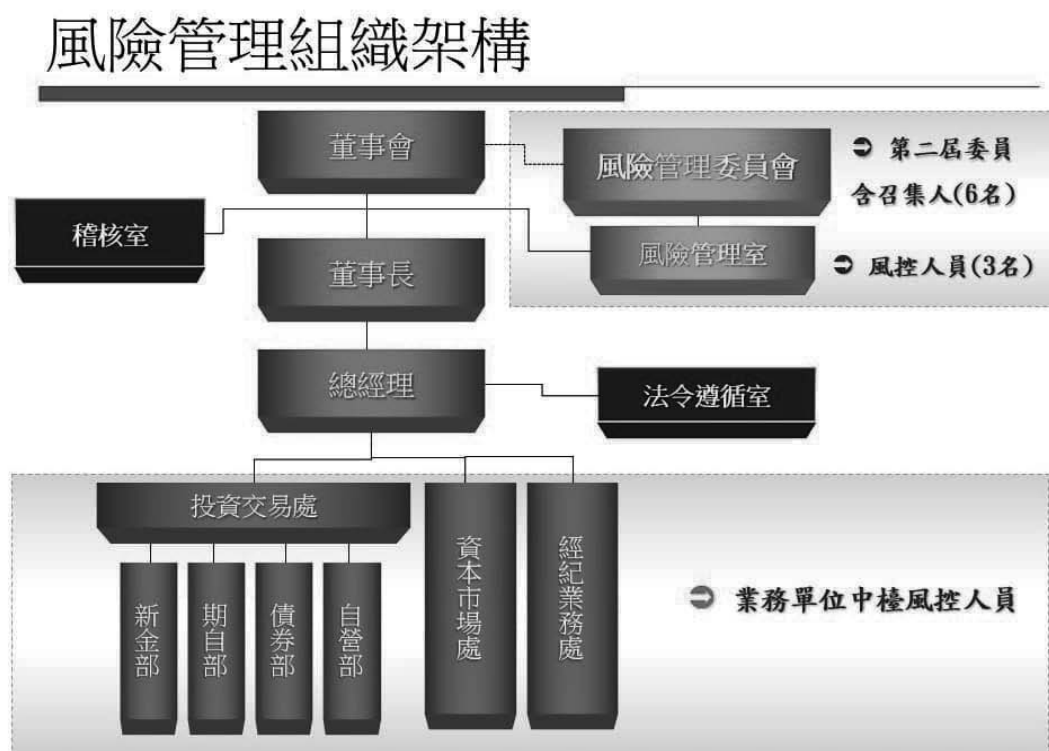 風險管理組織架構
董事會
風險管理委員會
➲ 第二屆委員
含召集人(6名)
稽核室
風險管理室
➲ 風控人員(3名)
董事長
總經理
法令遵循室
投資交易處
新金部
期自部
債券部
自營部
資本市場處
經紀業務處
➲ 業務單位中檯風控人員